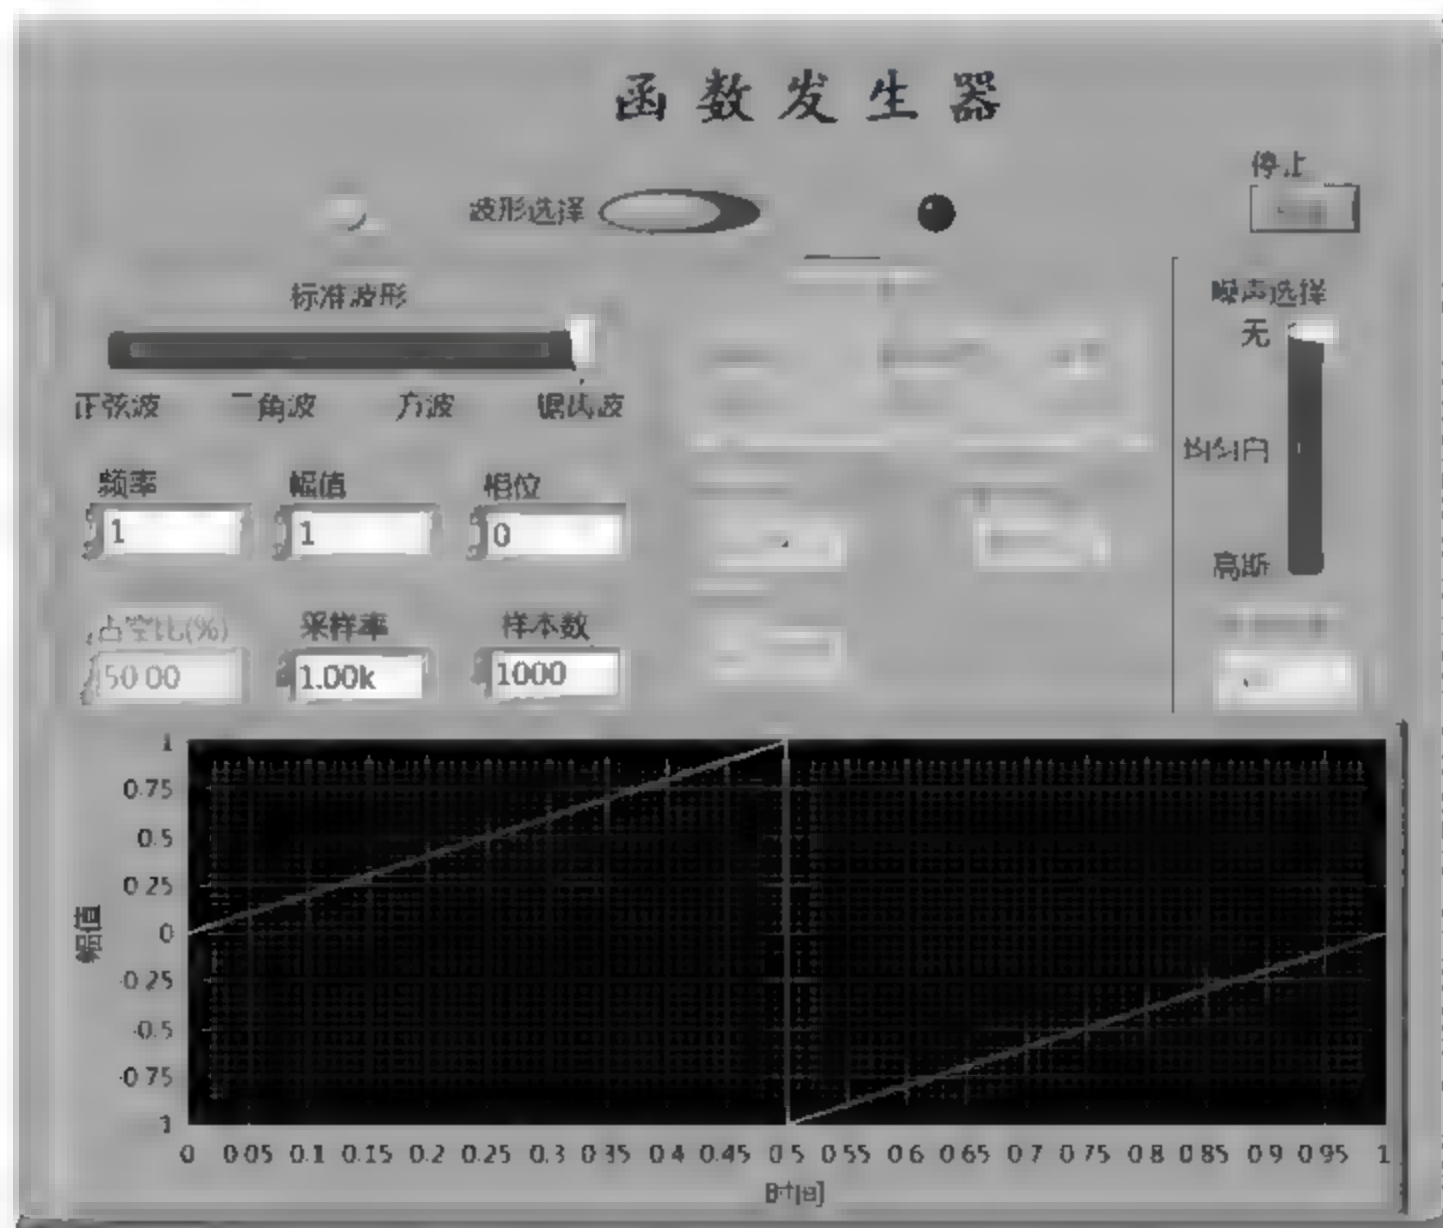 函数发生器
停止
波形选择
标准波形
噪声选择
无
正弦波 三角波 方波 锯齿波
均匀白
频率 幅值 相位
1 1 0
高斯
占空比(%) 采样率 样本数
50.00 1.00k 1000
幅值
1
0.75
0.5
0.25
0
-0.25
-0.5
-0.75
-1
0 0.05 0.1 0.15 0.2 0.25 0.3 0.35 0.4 0.45 0.5 0.55 0.6 0.65 0.7 0.75 0.8 0.85 0.9 0.95 1
时间